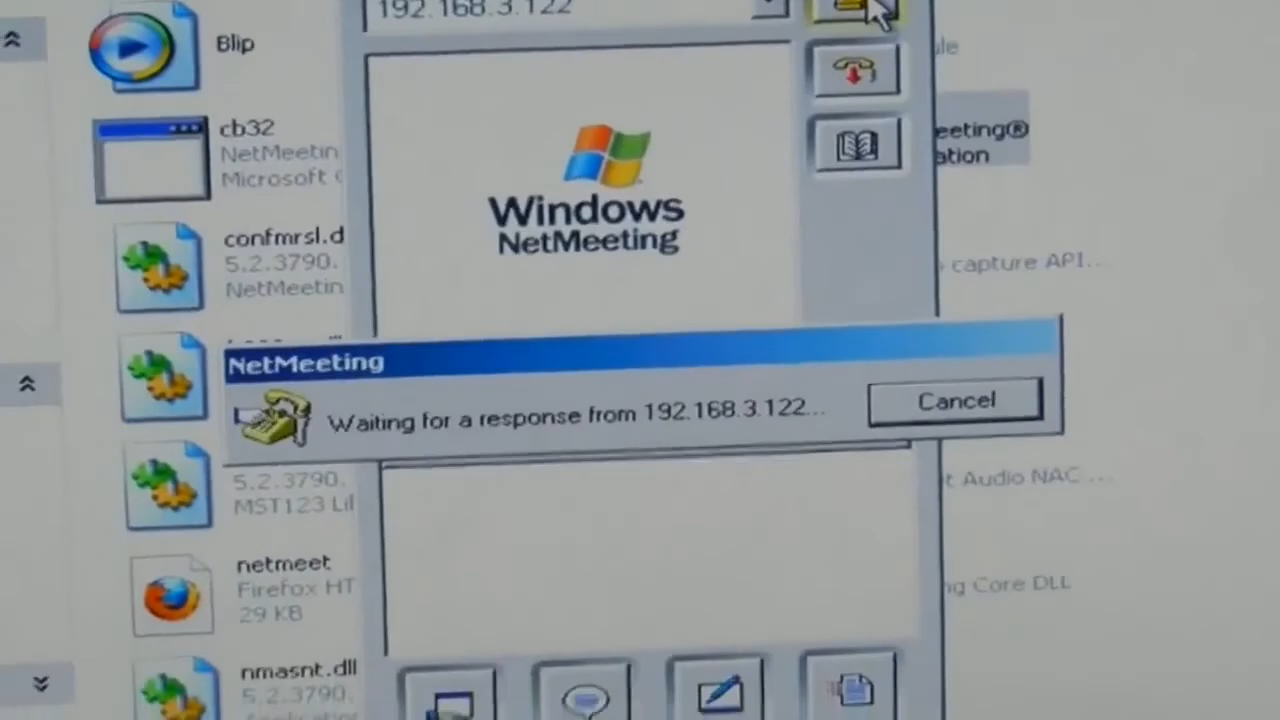 192.168.3.122
Blip
cb32
NetMeetin
Microsoft
confmrsl.d
5.2.3790.
NetMeetin
Windows
NetMeeting
eeting®
ation
capture API...
NetMeeting
Waiting for a response from 192.168.3.122...
Cancel
5.2.3790.
MST123 Lil
Audio NAC ...
netmeet
Firefox HT
29 KB
Core DLL
nmasnt.dll
5.2.3790.